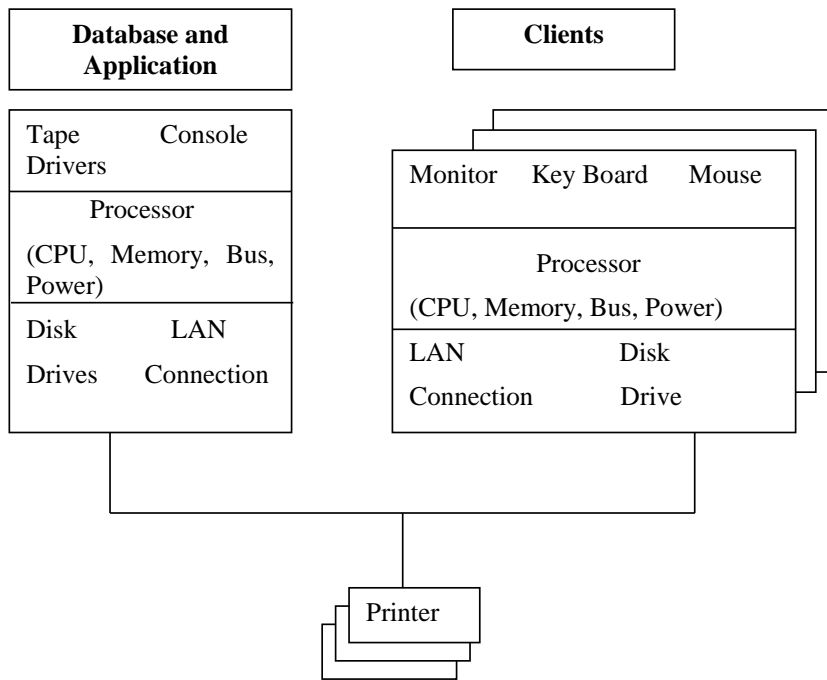 Database and
Application
Clients
Tape Console
Drivers
Processor
(CPU, Memory, Bus,
Power)
Disk LAN
Drives Connection
Monitor Key Board Mouse
Processor
(CPU, Memory, Bus, Power)
LAN Disk
Connection Drive
Printer